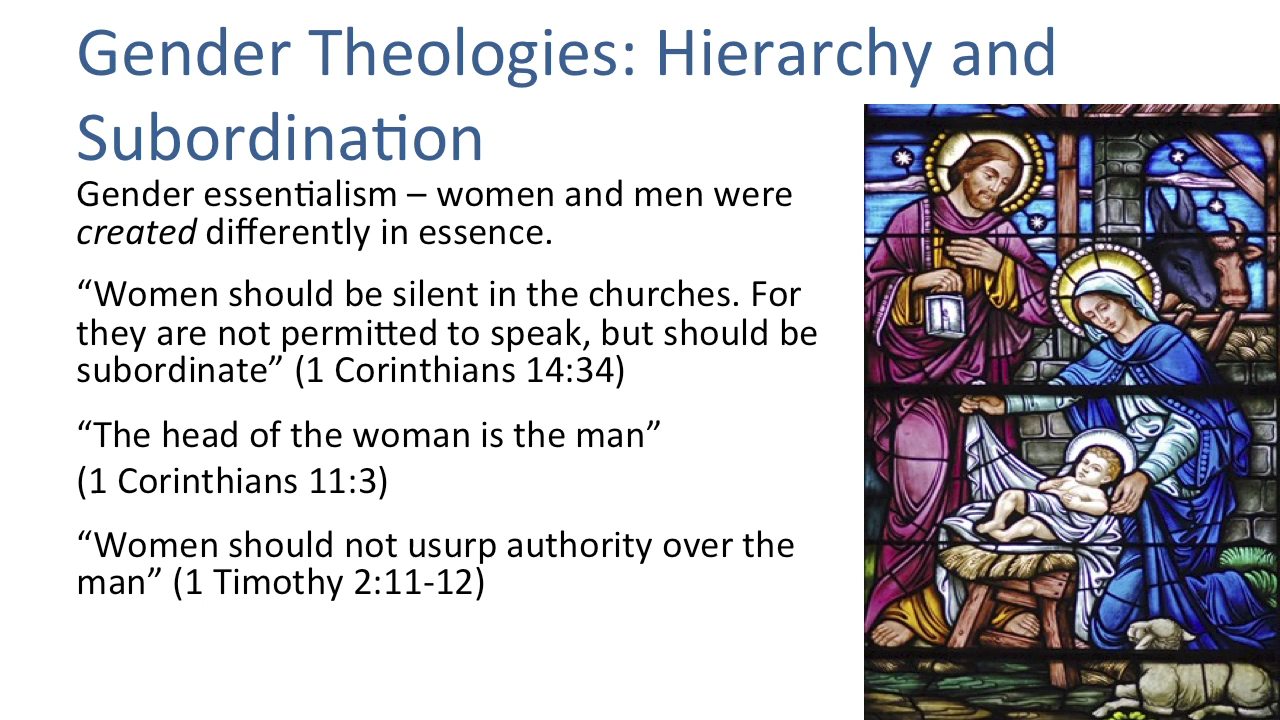 Gender Theologies: Hierarchy and
Subordination
Gender essentialism – women and men were
created differently in essence.
“Women should be silent in the churches. For
they are not permitted to speak, but should be
subordinate” (1 Corinthians 14:34)
“The head of the woman is the man”
(1 Corinthians 11:3)
“Women should not usurp authority over the
man” (1 Timothy 2:11-12)